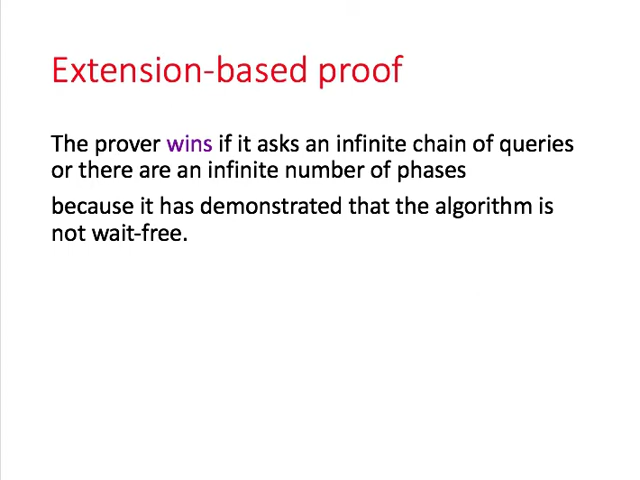 Extension-based proof
The prover wins if it asks an infinite chain of queries
or there are an infinite number of phases
because it has demonstrated that the algorithm is
not wait-free.